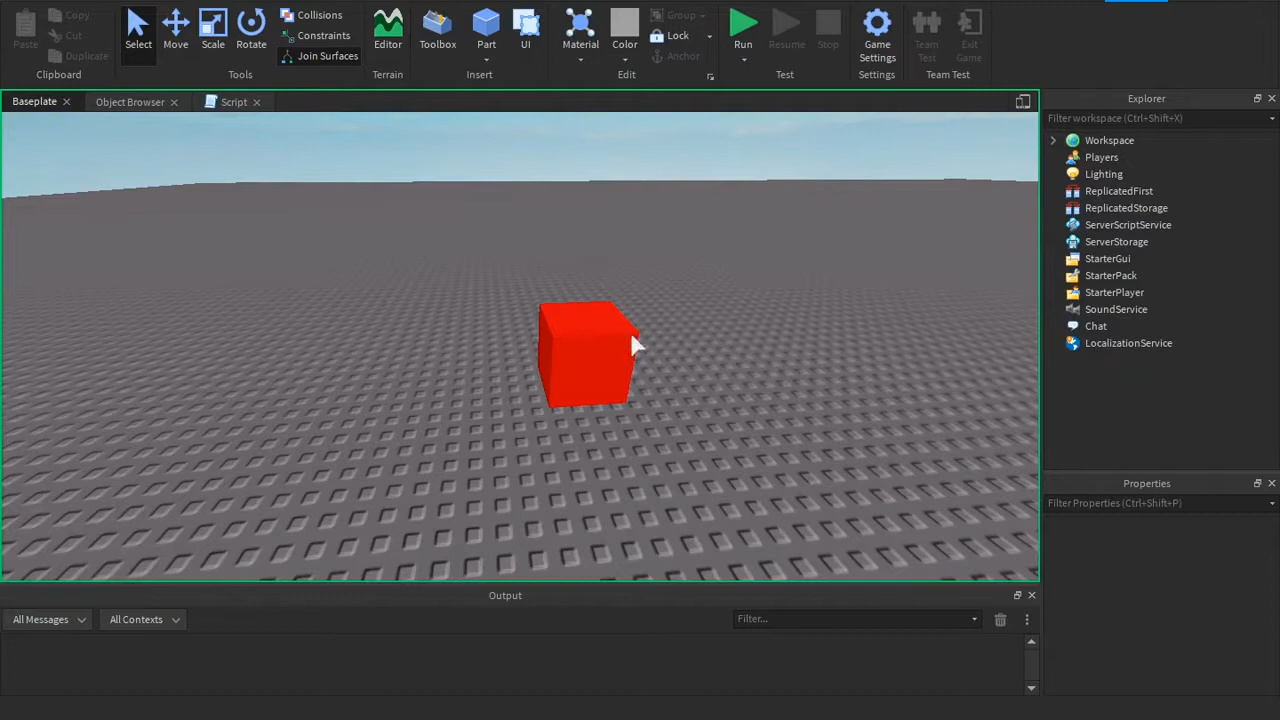 Paste
Copy
Cut
Duplicate
Clipboard
Select
Move
Scale
Rotate
Collisions
Constraints
Join Surfaces
Tools
Editor
Terrain
Toolbox
Part
UI
Insert
Material
Color
Group
Lock
Anchor
Edit
Run
Resume
Stop
Test
Game
Settings
Settings
Team
Test
Exit
Game
Team Test
Baseplate
Object Browser
Script
Explorer
Filter workspace (Ctrl+Shift+X)
Workspace
Players
Lighting
ReplicatedFirst
ReplicatedStorage
ServerScriptService
ServerStorage
StarterGui
StarterPack
StarterPlayer
SoundService
Chat
LocalizationService
Properties
Filter Properties (Ctrl+Shift+P)
Output
All Messages
All Contexts
Filter...